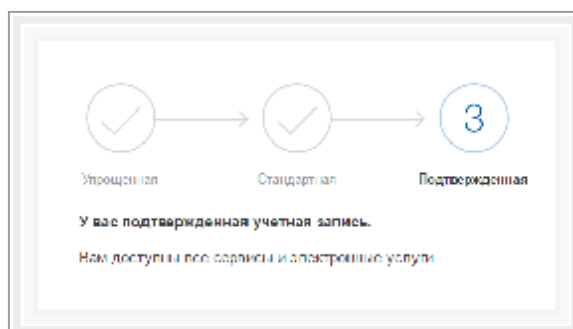 3
Упрощенная
Стандартная
Подтвержденная
У вас подтвержденная учетная запись.
Вам доступны все сервисы и электронные услуги